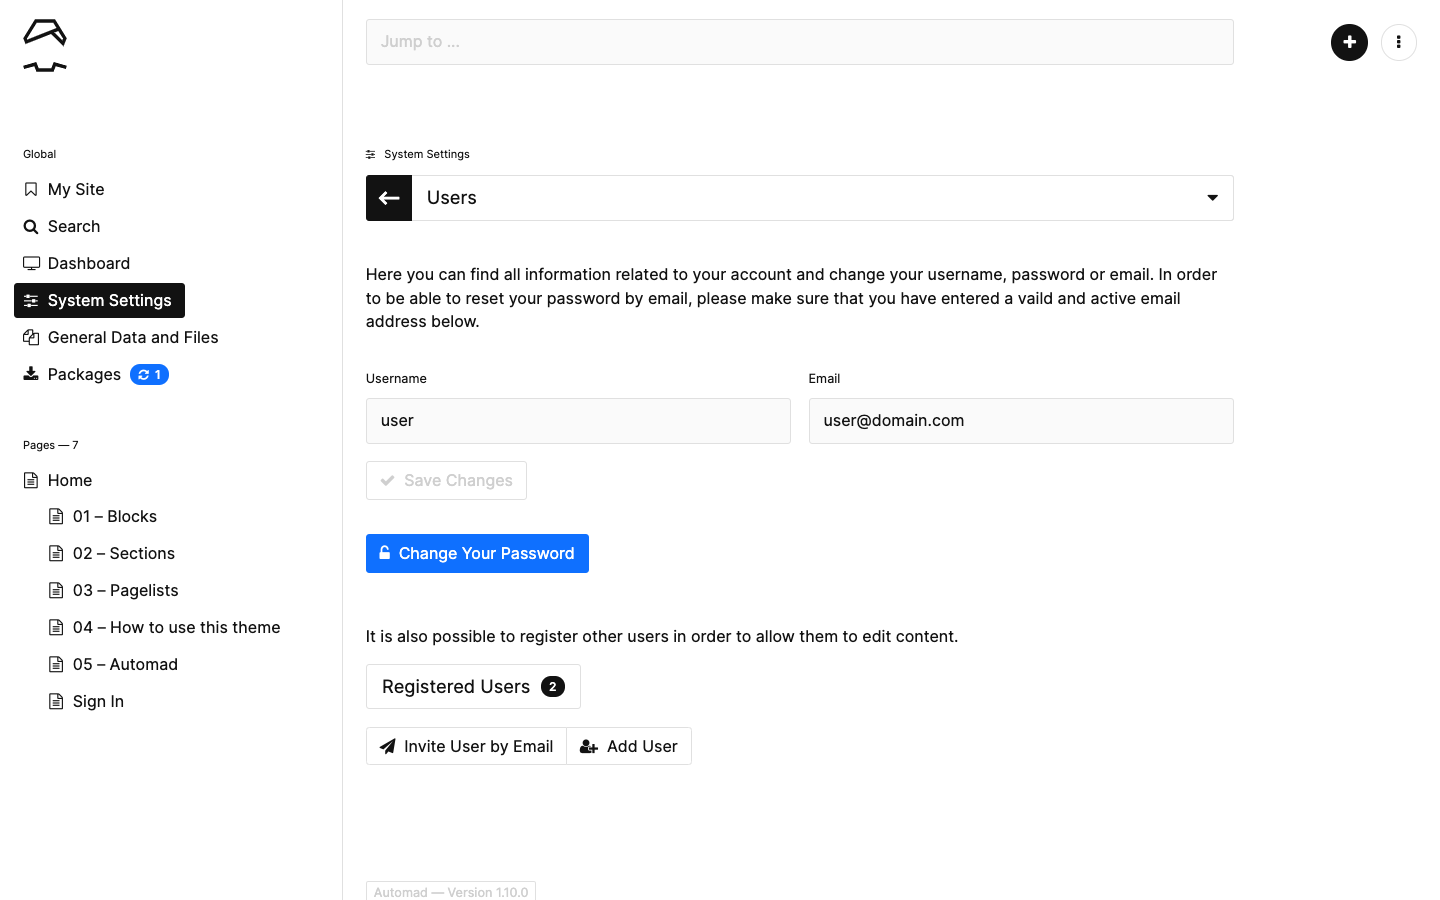 Jump to ...
Global
My Site
Search
Dashboard
System Settings
General Data and Files
Packages 1
Pages — 7
Home
01 – Blocks
02 – Sections
03 – Pagelists
04 – How to use this theme
05 – Automad
Sign In
System Settings
Users
Here you can find all information related to your account and change your username, password or email. In order
to be able to reset your password by email, please make sure that you have entered a vaild and active email
address below.
Username
Email
user
user@domain.com
Save Changes
Change Your Password
It is also possible to register other users in order to allow them to edit content.
Registered Users 2
Invite User by Email
Add User
Automad — Version 1.10.0